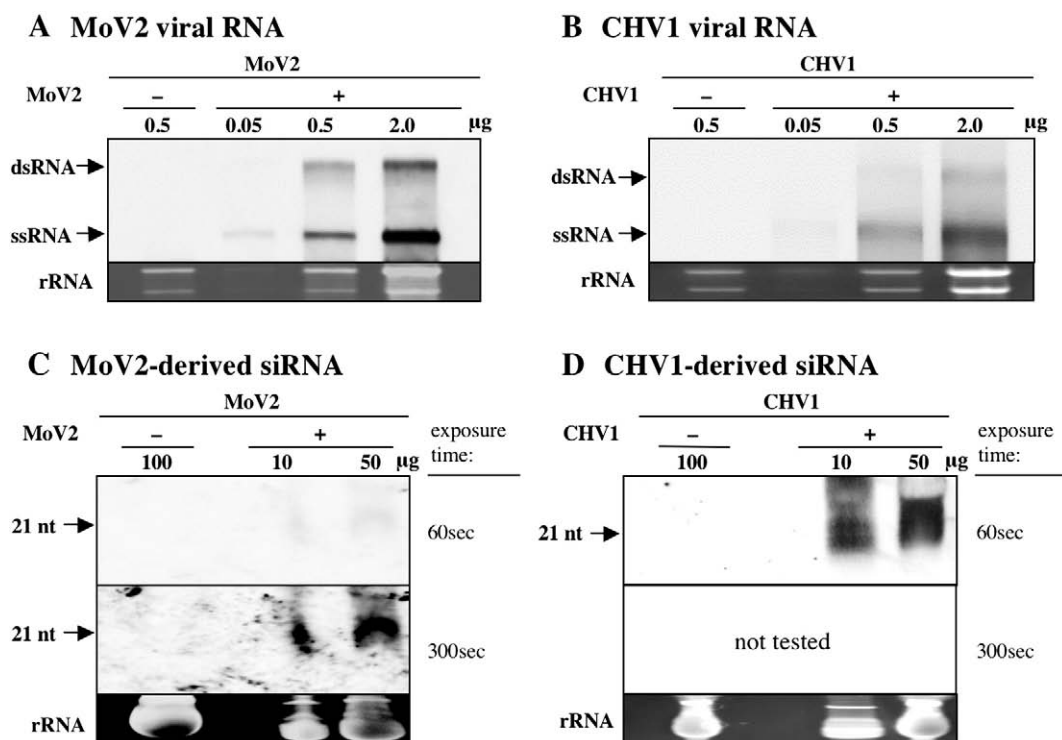 A MoV2 viral RNA
MoV2
MoV2 – +
0.5 0.05 0.5 2.0 µg
dsRNA
ssRNA
rRNA
B CHV1 viral RNA
CHV1
CHV1 – +
0.5 0.05 0.5 2.0 µg
dsRNA
ssRNA
rRNA
C MoV2-derived siRNA
MoV2
MoV2 – + exposure
100 10 50 µg time:
21 nt 60sec
21 nt 300sec
rRNA
D CHV1-derived siRNA
CHV1
CHV1 – + exposure
100 10 50 µg time:
21 nt 60sec
not tested 300sec
rRNA